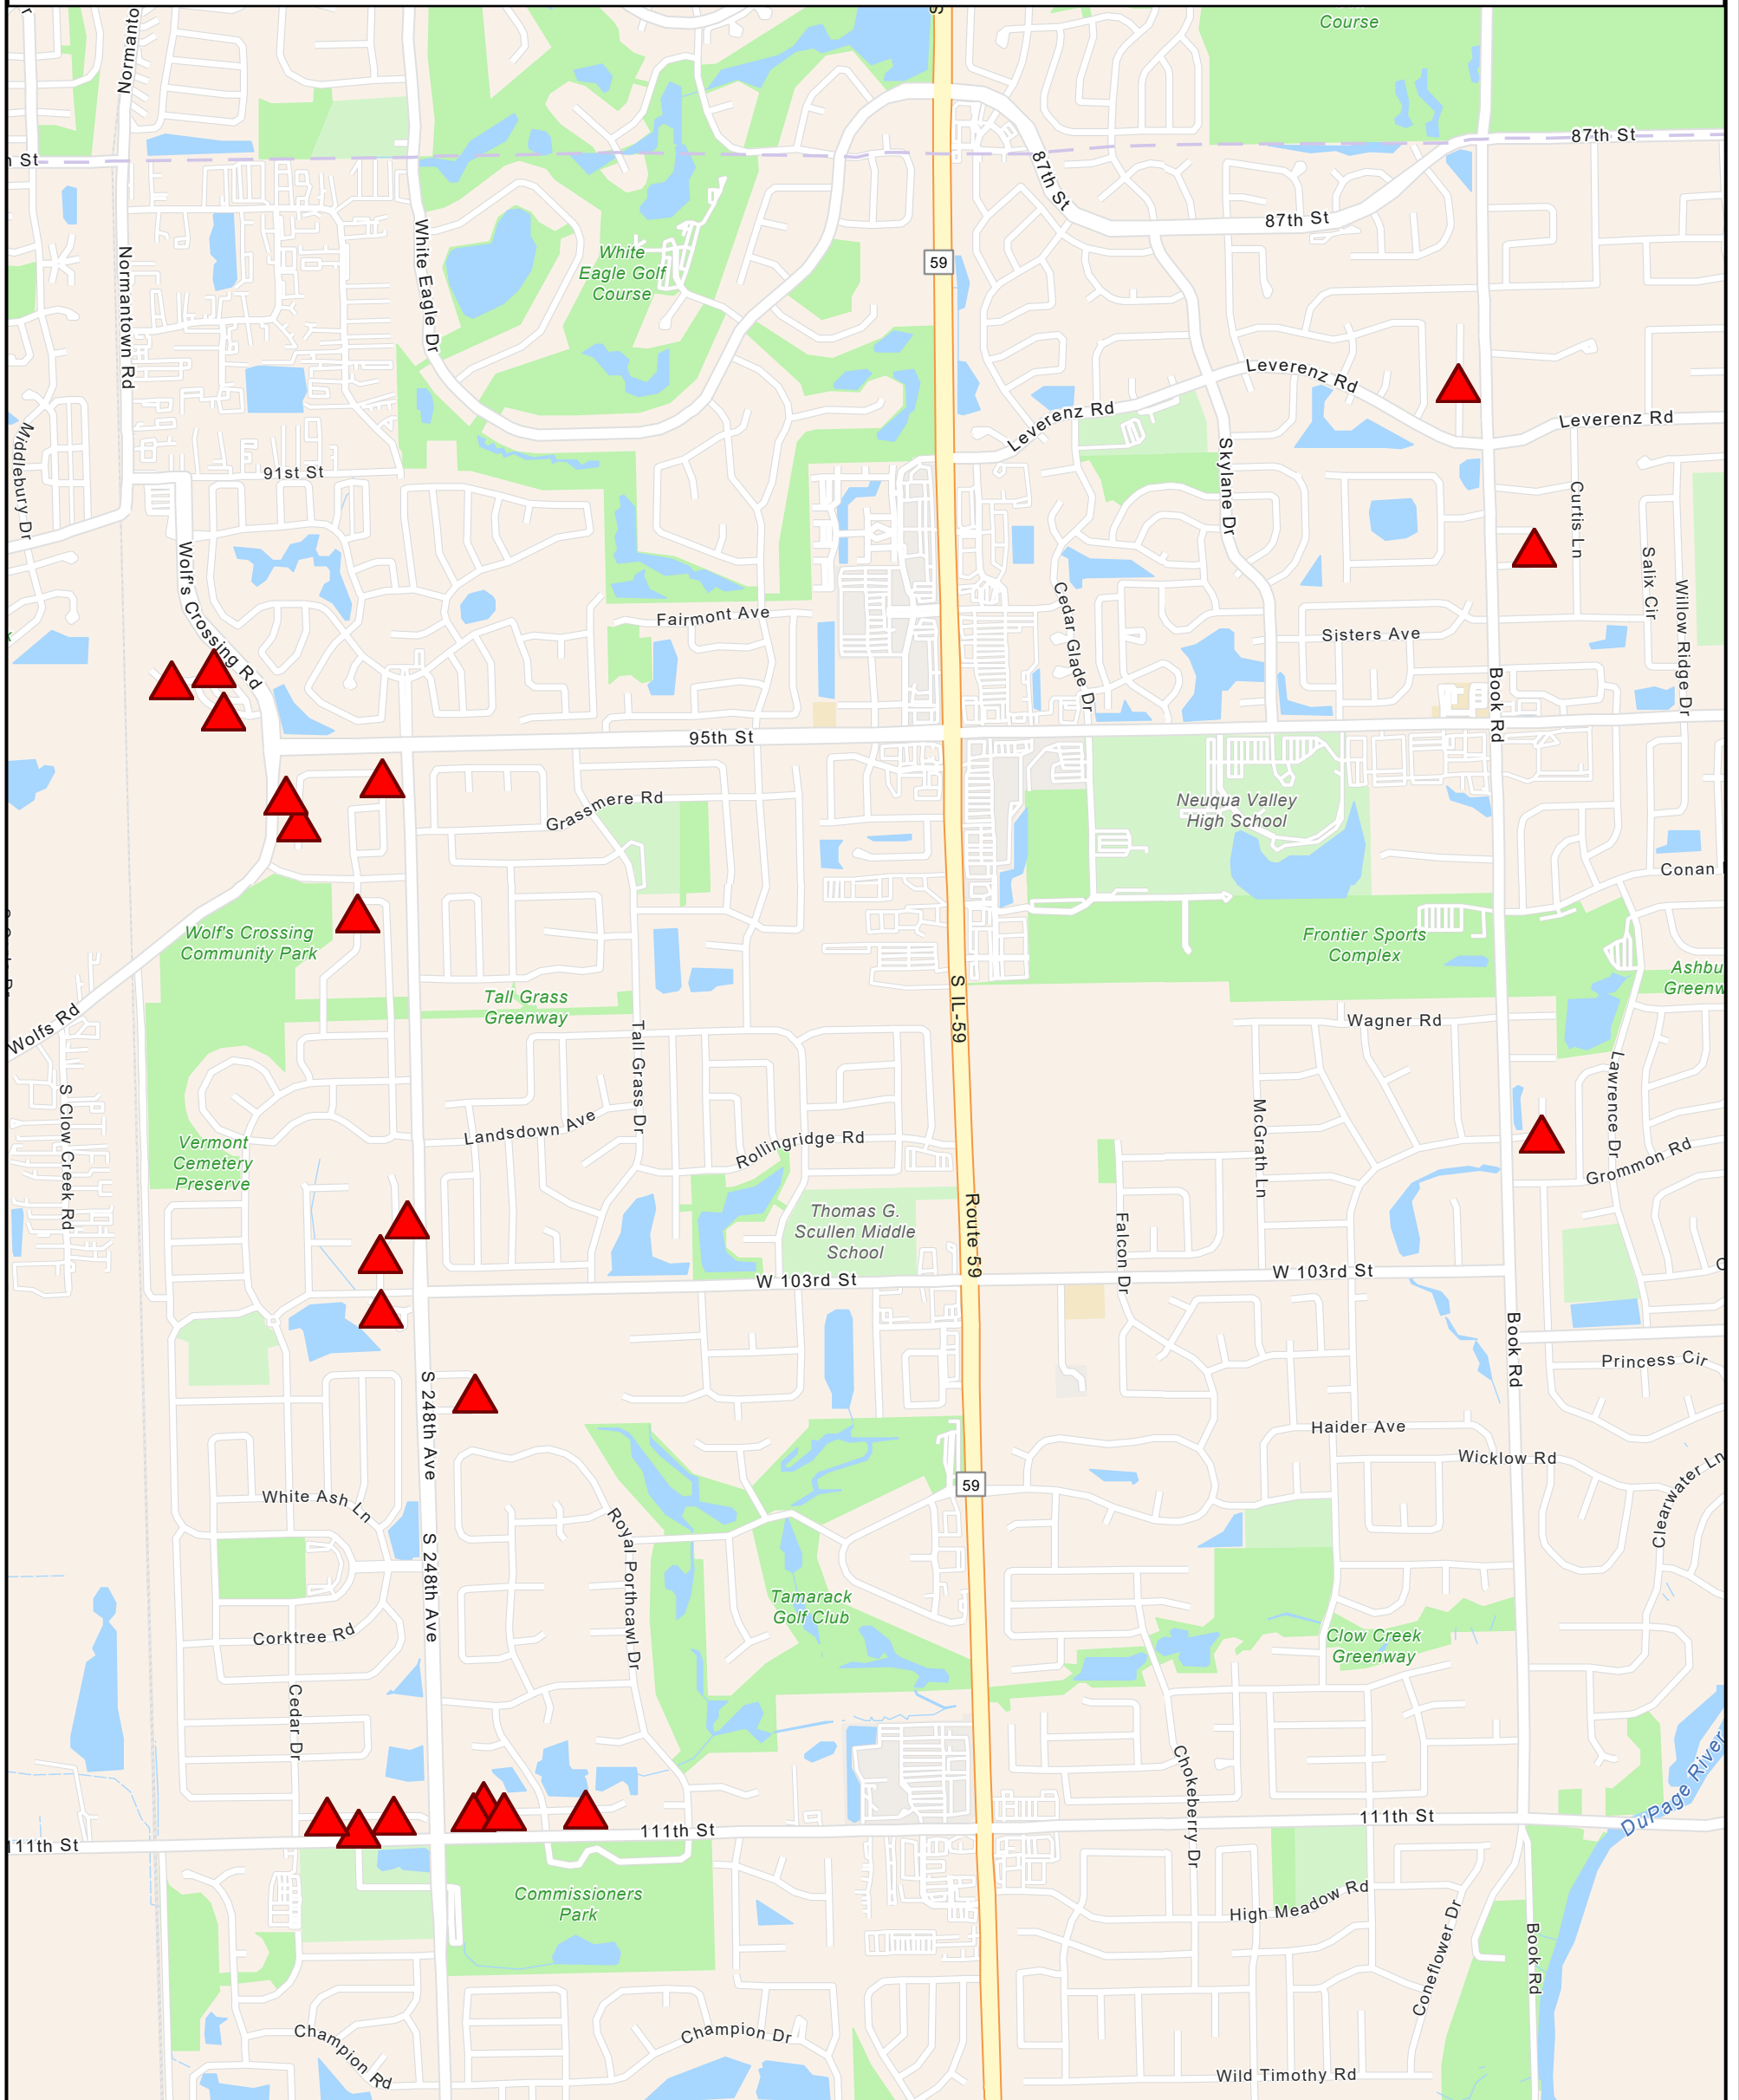 Course
Normanto
87th St
h St
87th St
87th St
White
Eagle Golf
Course
White Eagle Dr
59
Normantown Rd
Leverenz Rd
Leverenz Rd
Leverenz Rd
Middlebury Dr
91st St
Skylane Dr
Curtis Ln
Wolf's Crossing Rd
Salix Cir
Willow Ridge Dr
Cedar Glade Dr
Fairmont Ave
Sisters Ave
Book Rd
95th St
Grassmere Rd
Neuqua Valley
High School
Conan
Wolf's Crossing
Community Park
Frontier Sports
Complex
Ashbu
Greenw
Tall Grass
Greenway
S IL-59
Wolfs Rd
Wagner Rd
Tall Grass Dr
Lawrence Dr
S Clow Creek Rd
Landsdown Ave
McGrath Ln
Rollingridge Rd
Vermont
Cemetery
Preserve
Grommon Rd
Route 59
Thomas G.
Scullen Middle
School
Falcon Dr
W 103rd St
W 103rd St
Book Rd
Princess Cir
S 248th Ave
Haider Ave
Wicklow Rd
59
Clearwater Ln
White Ash Ln
Royal Porthcawl Dr
S 248th Ave
Tamarack
Golf Club
Corktree Rd
Clow Creek
Greenway
Cedar Dr
Chokeberry Dr
DuPage River
111th St
111th St
111th St
Commissioners
Park
High Meadow Rd
Coneflower Dr
Book Rd
Champion Rd
Champion Dr
Wild Timothy Rd